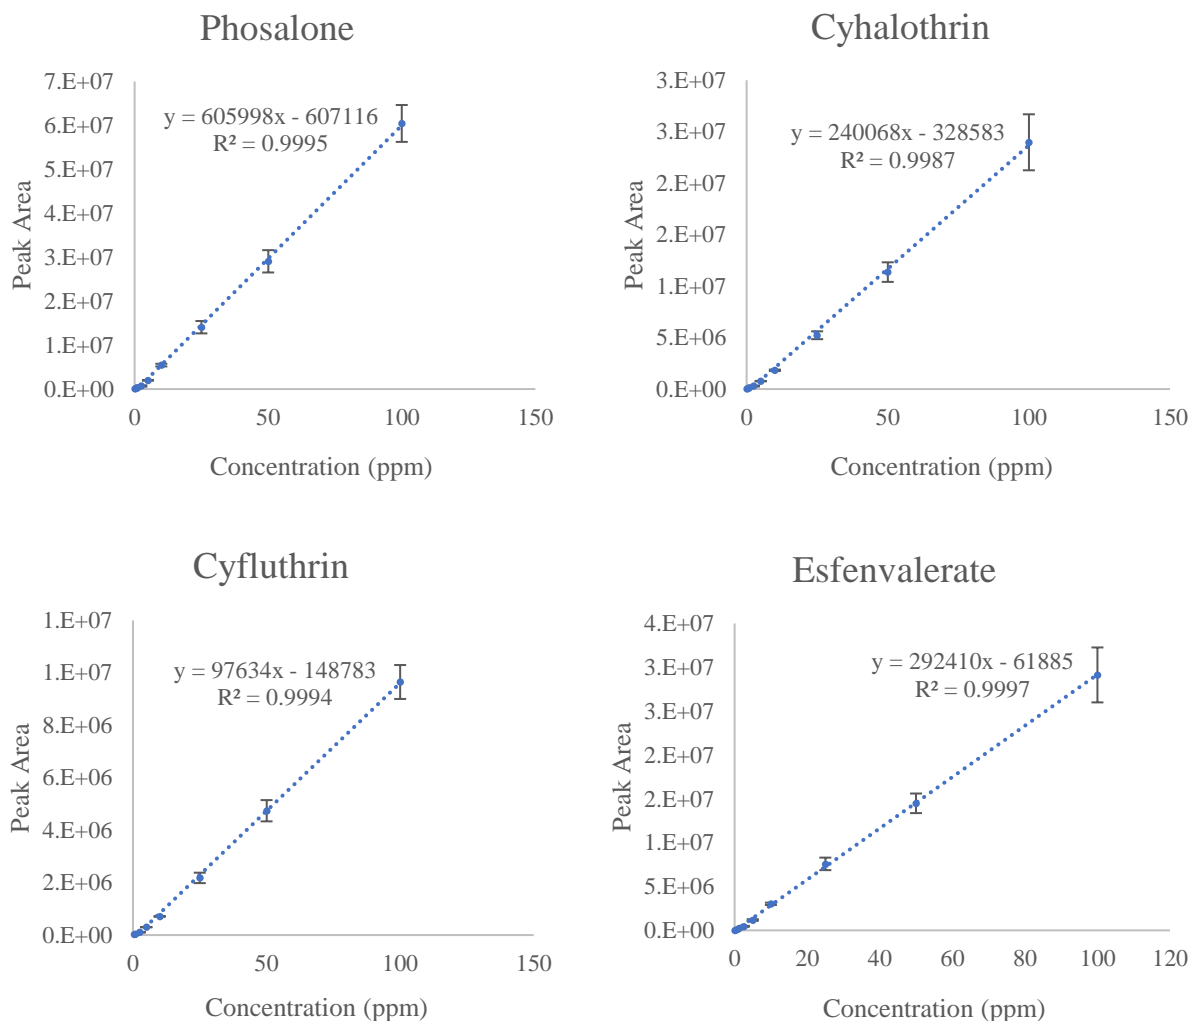 Phosalone
7.E+07
6.E+07
5.E+07
4.E+07
3.E+07
2.E+07
1.E+07
0.E+00
y = 605998x - 607116
R² = 0.9995
Peak Area
0 50 100 150
Concentration (ppm)
Cyhalothrin
3.E+07
3.E+07
2.E+07
2.E+07
1.E+07
5.E+06
0.E+00
y = 240068x - 328583
R² = 0.9987
Peak Area
0 50 100 150
Concentration (ppm)
Cyfluthrin
1.E+07
1.E+07
8.E+06
6.E+06
4.E+06
2.E+06
0.E+00
y = 97634x - 148783
R² = 0.9994
Peak Area
0 50 100 150
Concentration (ppm)
Esfenvalerate
4.E+07
3.E+07
3.E+07
2.E+07
2.E+07
1.E+07
5.E+06
0.E+00
y = 292410x - 61885
R² = 0.9997
Peak Area
0 20 40 60 80 100 120
Concentration (ppm)